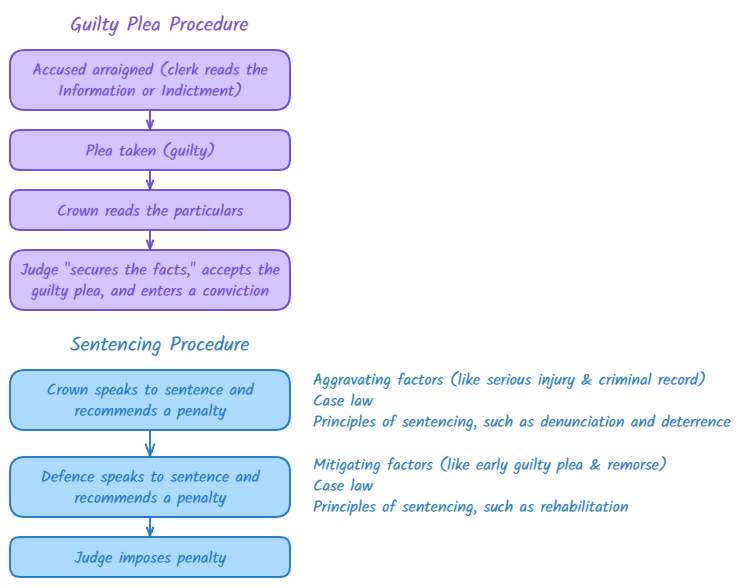 Guilty Plea Procedure
Accused arraigned (clerk reads the
Information or Indictment)
Plea taken (guilty)
Crown reads the particulars
Judge "secures the facts," accepts the
guilty plea, and enters a conviction
Sentencing Procedure
Crown speaks to sentence and
recommends a penalty
Aggravating factors (like serious injury & criminal record)
Case law
Principles of sentencing, such as denunciation and deterrence
Defence speaks to sentence and
recommends a penalty
Mitigating factors (like early guilty plea & remorse)
Case law
Principles of sentencing, such as rehabilitation
Judge imposes penalty